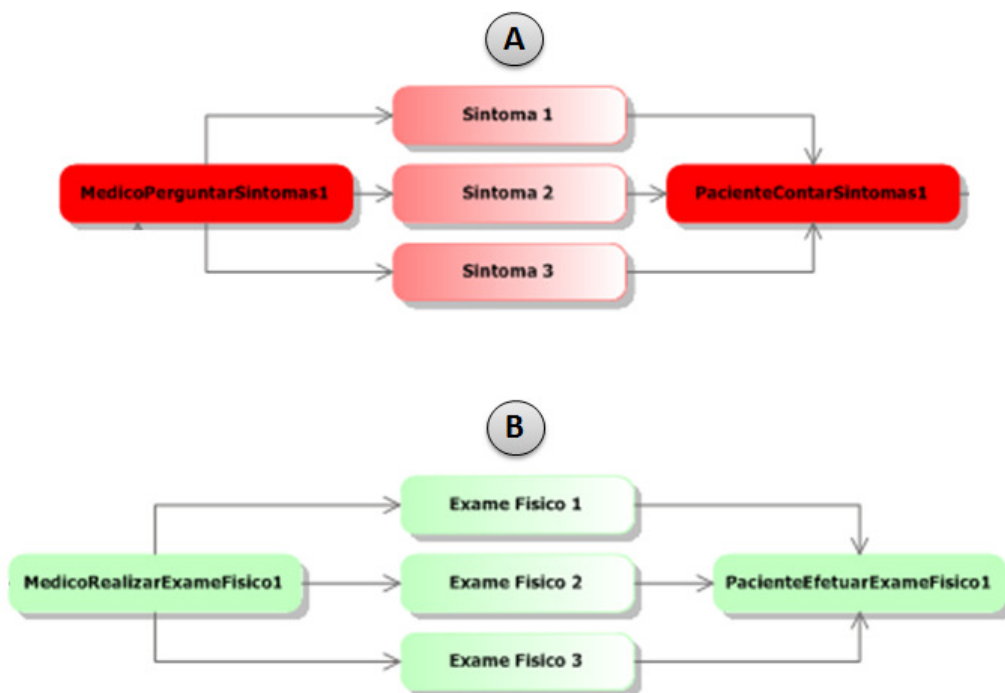 A
Sintoma 1
MedicoPerguntarSintomas1
Sintoma 2
PacienteContarSintomas1
Sintoma 3
B
Exame Fisico 1
MedicoRealizarExameFisico1
Exame Fisico 2
PacienteEfetuarExameFisico1
Exame Fisico 3